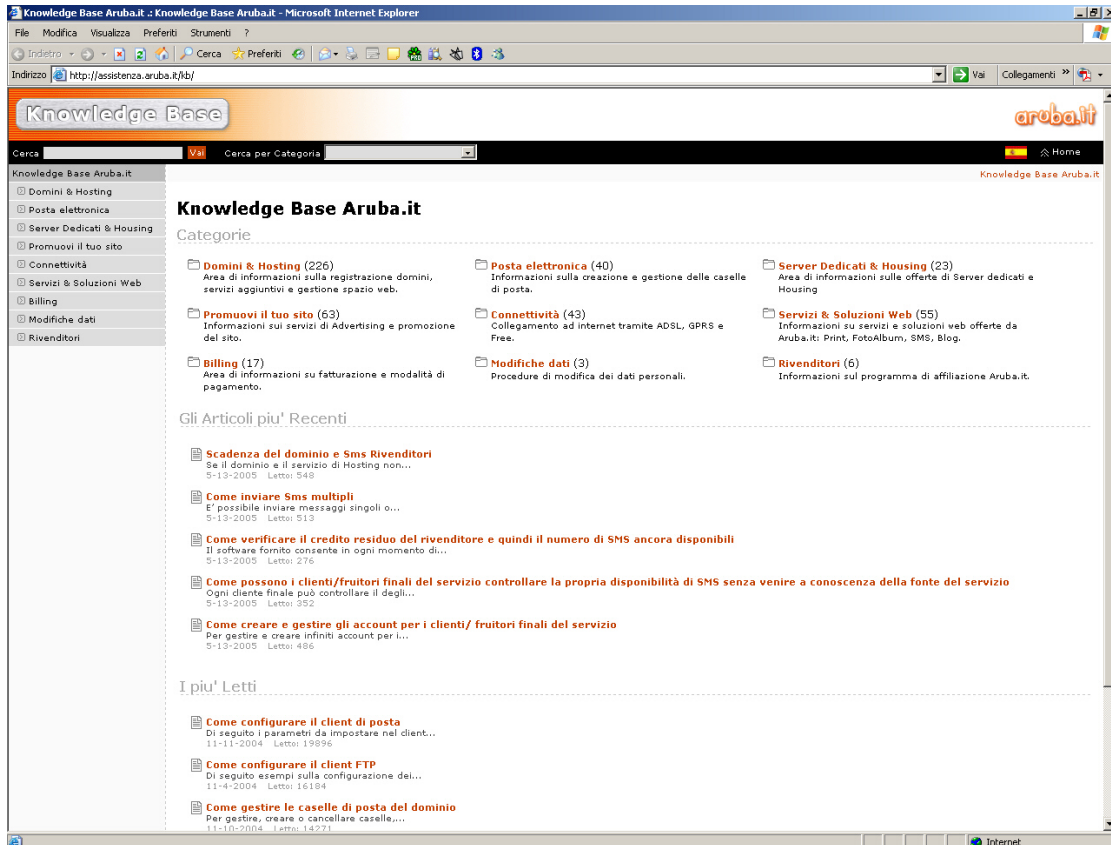 Knowledge Base Aruba.it .: Knowledge Base Aruba.it - Microsoft Internet Explorer
File Modifica Visualizza Preferiti Strumenti ?
Indietro Cerca Preferiti
Indirizzo http://assistenza.aruba.it/kb/ Vai Collegamenti »
Knowledge Base aruba.it
Cerca Vai Cerca per Categoria Home
Knowledge Base Aruba.it
Knowledge Base Aruba.it
Domini & Hosting
Posta elettronica
Server Dedicati & Housing
Promuovi il tuo sito
Connettività
Servizi & Soluzioni Web
Billing
Modifiche dati
Rivenditori
Knowledge Base Aruba.it
Categorie
Domini & Hosting (226)
Area di informazioni sulla registrazione domini,
servizi aggiuntivi e gestione spazio web.
Posta elettronica (40)
Informazioni sulla creazione e gestione delle caselle
di posta.
Server Dedicati & Housing (23)
Area di informazioni sulle offerte di Server dedicati e
Housing
Promuovi il tuo sito (63)
Informazioni sui servizi di Advertising e promozione
del sito.
Connettività (43)
Collegamento ad internet tramite ADSL, GPRS e
Free.
Servizi & Soluzioni Web (55)
Informazioni su servizi e soluzioni web offerte da
Aruba.it: Print, FotoAlbum, SMS, Blog.
Billing (17)
Area di informazioni su fatturazione e modalità di
pagamento.
Modifiche dati (3)
Procedure di modifica dei dati personali.
Rivenditori (6)
Informazioni sul programma di affiliazione Aruba.it.
Gli Articoli piu' Recenti
Scadenza del dominio e Sms Rivenditori
Se il dominio e il servizio di Hosting non...
5-13-2005 Letto: 548
Come inviare Sms multipli
E' possibile inviare messaggi singoli o...
5-13-2005 Letto: 513
Come verificare il credito residuo del rivenditore e quindi il numero di SMS ancora disponibili
Il software fornito consente in ogni momento di...
5-13-2005 Letto: 276
Come possono i clienti/fruitori finali del servizio controllare la propria disponibilità di SMS senza venire a conoscenza della fonte del servizio
Ogni cliente finale può controllare il degli...
5-13-2005 Letto: 352
Come creare e gestire gli account per i clienti/ fruitori finali del servizio
Per gestire e creare infiniti account per i...
5-13-2005 Letto: 486
I piu' Letti
Come configurare il client di posta
Di seguito i parametri da impostare nel client...
11-11-2004 Letto: 19896
Come configurare il client FTP
Di seguito esempi sulla configurazione dei...
11-4-2004 Letto: 16184
Come gestire le caselle di posta del dominio
Per gestire, creare o cancellare caselle,...
11-10-2004 Letto: 14271
Internet